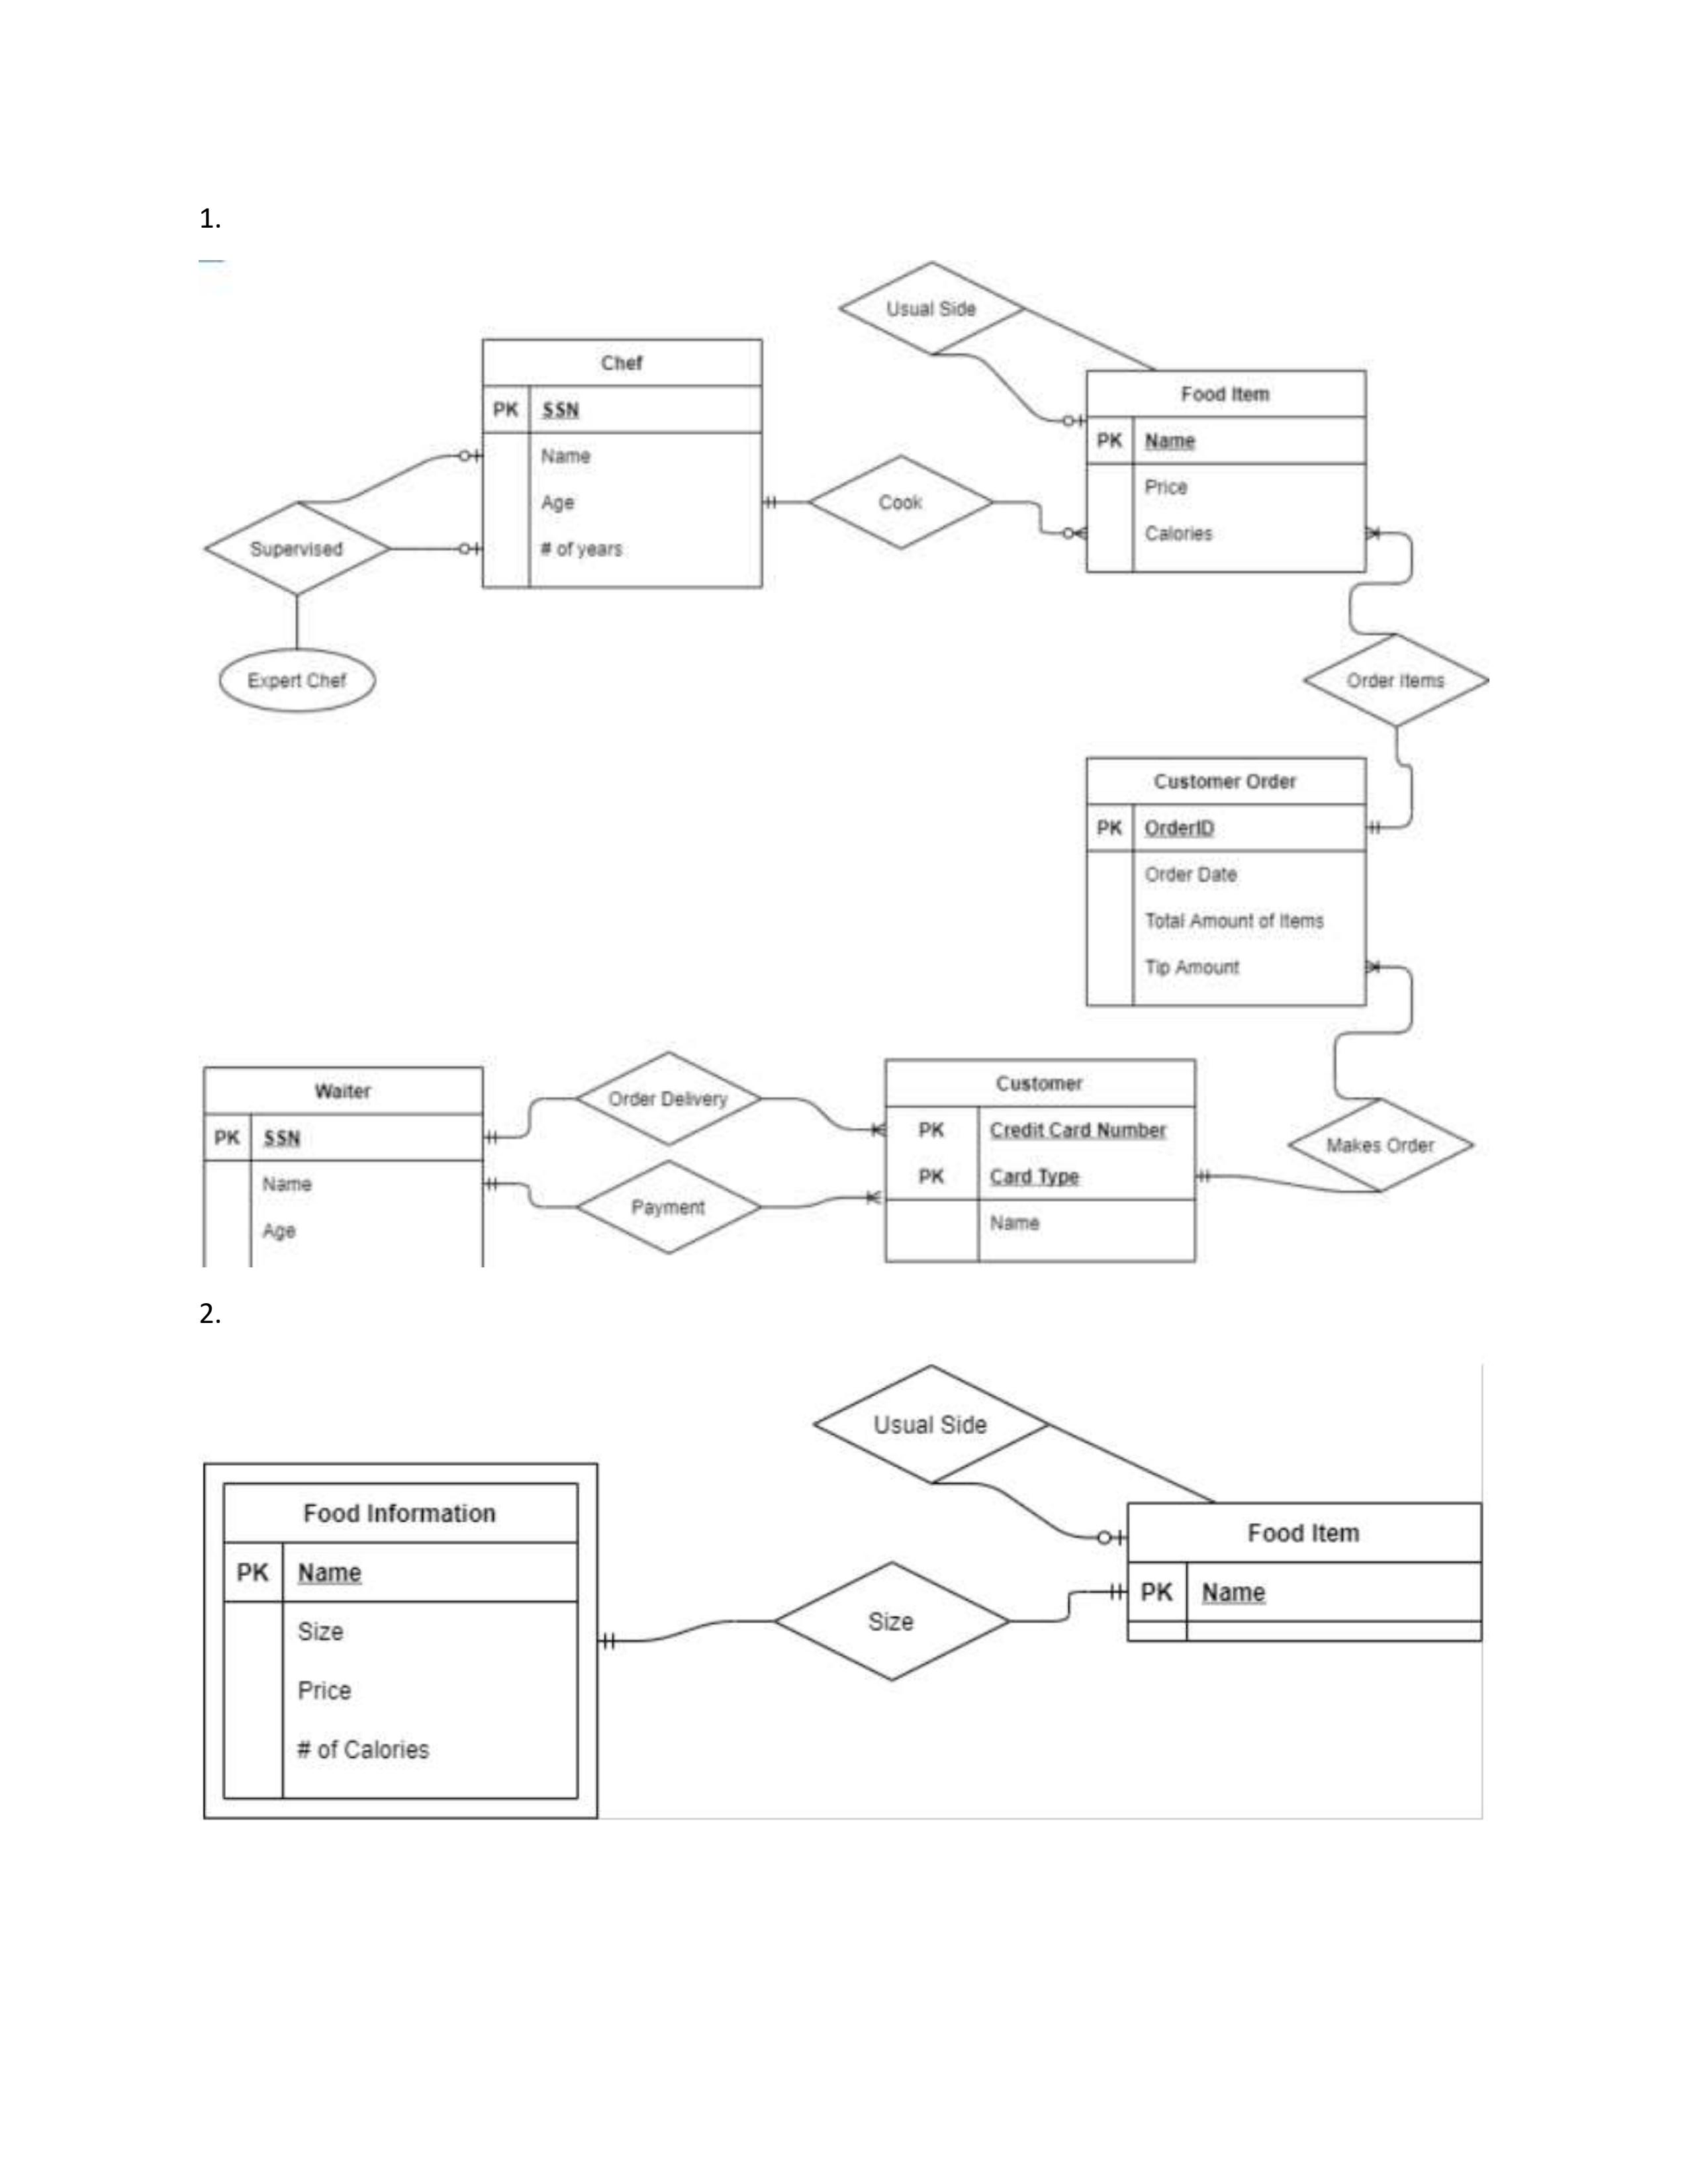 1.
Usual Side
Chef
PK SSN
Name
Age
# of years
Food Item
PK Name
Price
Calories
Cook
Supervised
Expert Chef
Order Items
Customer Order
PK OrderID
Order Date
Total Amount of Items
Tip Amount
Waiter
PK SSN
Name
Age
Order Delivery
Payment
Customer
PK Credit Card Number
PK Card Type
Name
Makes Order
2.
Usual Side
Food Information
PK Name
Size
Price
# of Calories
Size
Food Item
PK Name